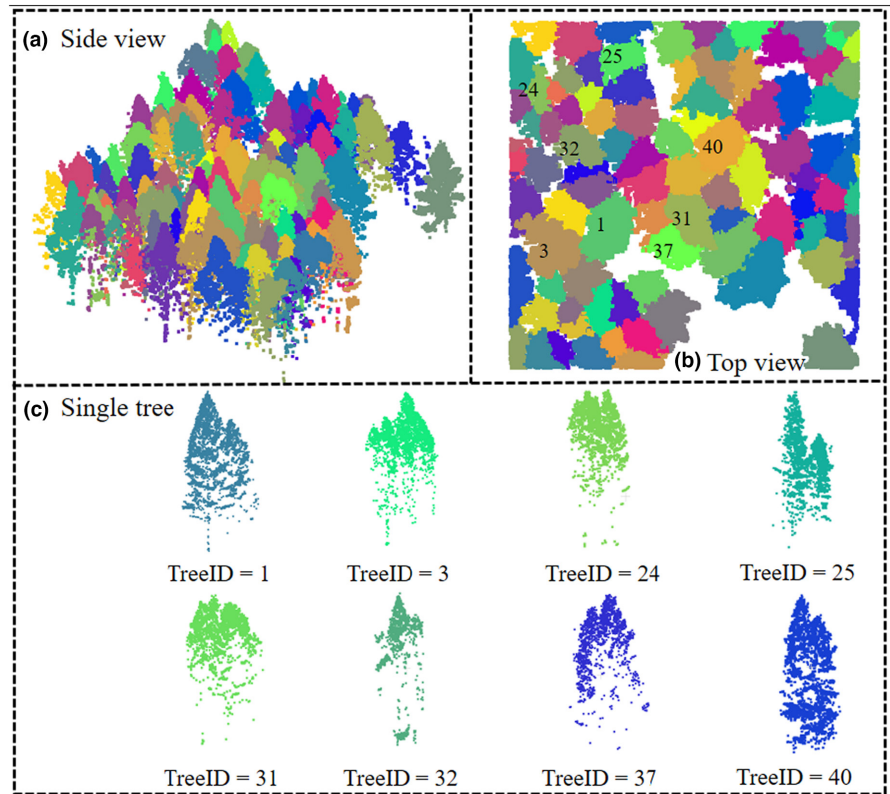 (a) Side view
25
24
32
40
1
31
3
37
(b) Top view
(c) Single tree
TreeID = 1
TreeID = 3
TreeID = 24
TreeID = 25
TreeID = 31
TreeID = 32
TreeID = 37
TreeID = 40